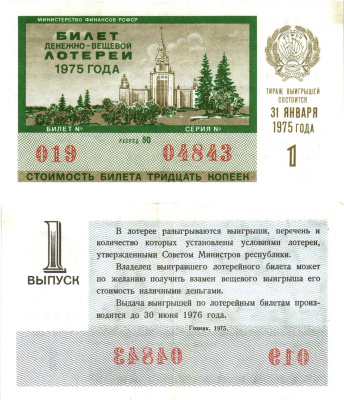 МИНИСТЕРСТВО ФИНАНСОВ РСФСР
БИЛЕТ
ДЕНЕЖНО-ВЕЩЕВОЙ
ЛОТЕРЕИ
1975 ГОДА
ТИРАЖ ВЫИГРЫШЕЙ
СОСТОИТСЯ
31 ЯНВАРЯ
1975 ГОДА
1
БИЛЕТ № РАЗРЯД 50 СЕРИЯ №
019 04843
СТОИМОСТЬ БИЛЕТА ТРИДЦАТЬ КОПЕЕК
1
ВЫПУСК
В лотерее разыгрываются выигрыши, перечень и
количество которых установлены условиями лотереи,
утвержденными Советом Министров республики.
Владелец выигравшего лотерейного билета может
по желанию получить взамен вещевого выигрыша его
стоимость наличными деньгами.
Выдача выигрышей по лотерейным билетам произ-
водится до 30 июня 1976 года.
Гознак. 1975.
04843 019